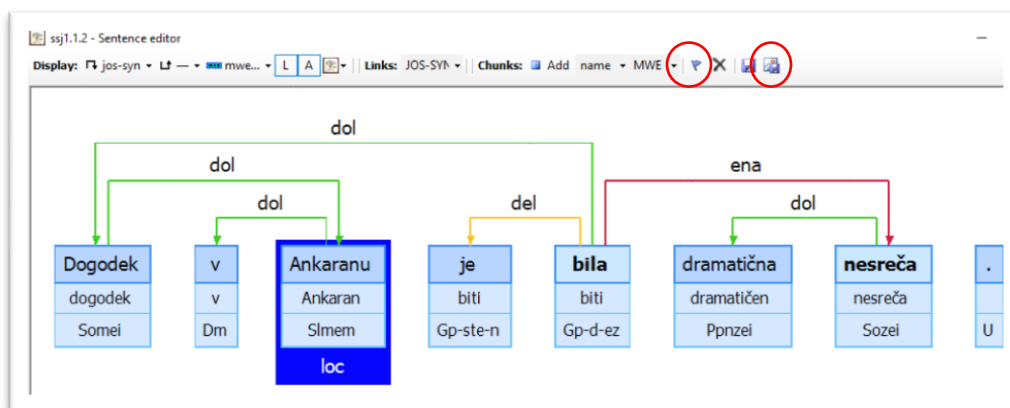 ssj1.1.2 - Sentence editor
Display: jos-syn — mwe... L A Links: JOS-SYN Chunks: Add name MWE
dol
dol ena
dol del dol
Dogodek v Ankaranu je bila dramatična nesreča .
dogodek v Ankaran biti biti dramatičen nesreča
Somei Dm Slmem Gp-ste-n Gp-d-ez Ppnzei Sozei U
loc